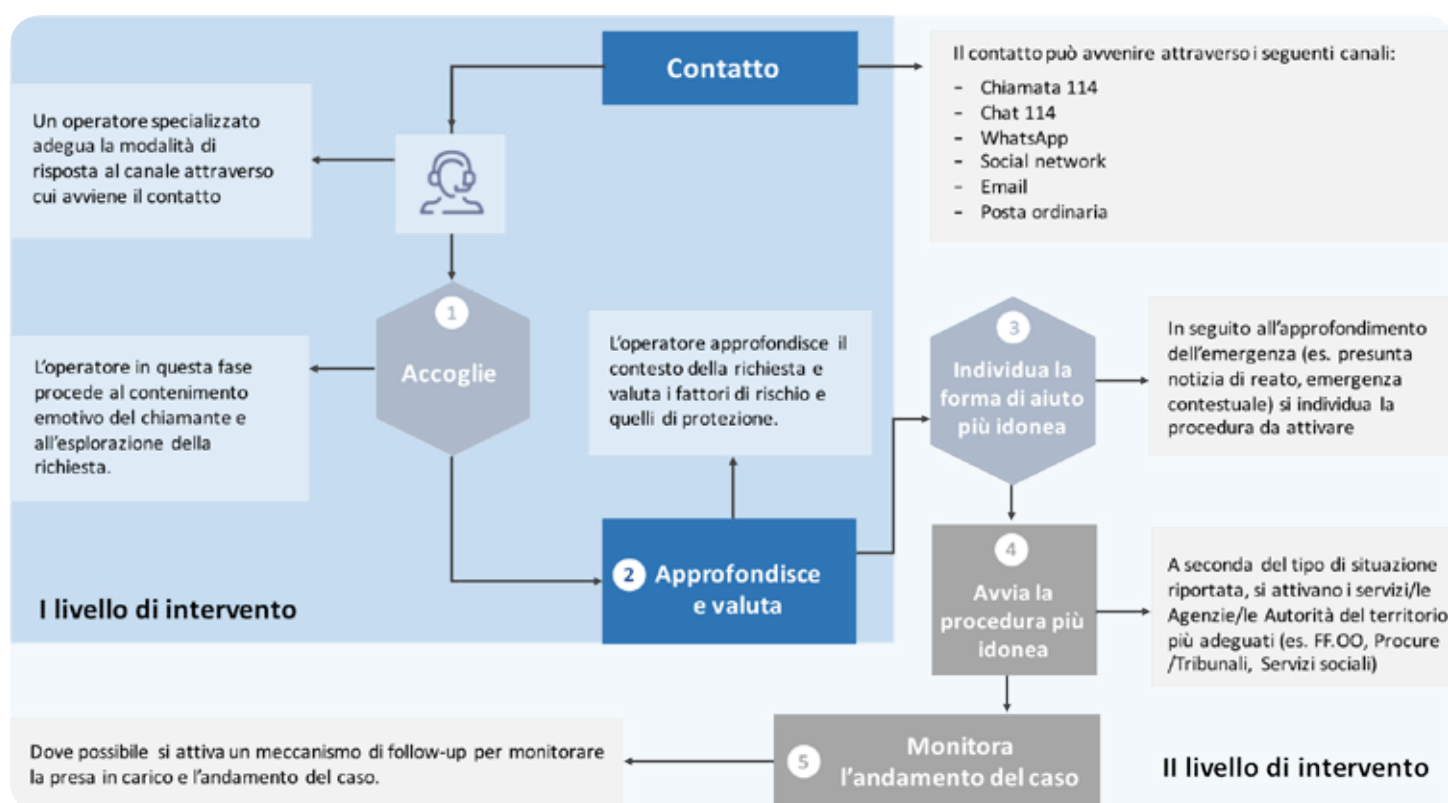 Contatto
Il contatto può avvenire attraverso i seguenti canali:
- Chiamata 114
- Chat 114
- WhatsApp
- Social network
- Email
- Posta ordinaria
Un operatore specializzato
adegua la modalità di
risposta al canale attraverso
cui avviene il contatto
1
Accoglie
L'operatore in questa fase
procede al contenimento
emotivo del chiamante e
all'esplorazione della
richiesta.
L'operatore approfondisce il
contesto della richiesta e
valuta i fattori di rischio e
quelli di protezione.
2 Approfondisce
e valuta
I livello di intervento
3
Individua la
forma di aiuto
più idonea
In seguito all'approfondimento
dell'emergenza (es. presunta
notizia di reato, emergenza
contestuale) si individua la
procedura da attivare
4
Avvia la
procedura più
idonea
A seconda del tipo di situazione
riportata, si attivano i servizi/le
Agenzie/le Autorità del territorio
più adeguati (es. FF.OO, Procure
/Tribunali, Servizi sociali)
5
Monitora
l'andamento del caso
Dove possibile si attiva un meccanismo di follow-up per monitorare
la presa in carico e l'andamento del caso.
II livello di intervento